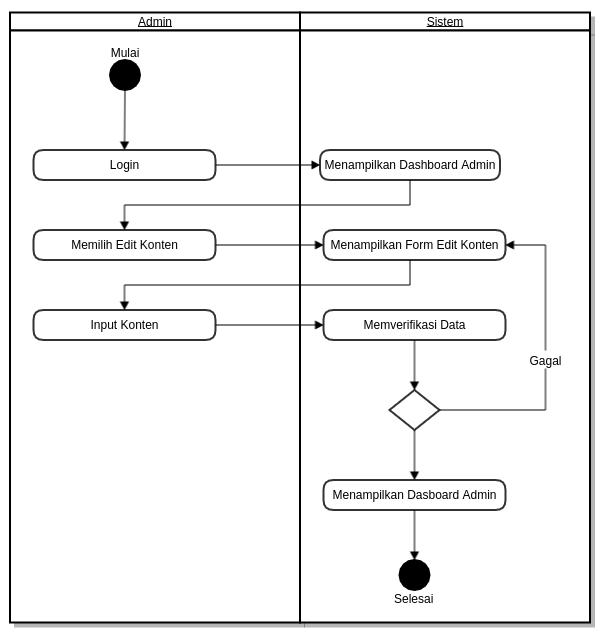 Admin
Sistem
Mulai
Login
Menampilkan Dashboard Admin
Memilih Edit Konten
Menampilkan Form Edit Konten
Input Konten
Memverifikasi Data
Gagal
Menampilkan Dasboard Admin
Selesai